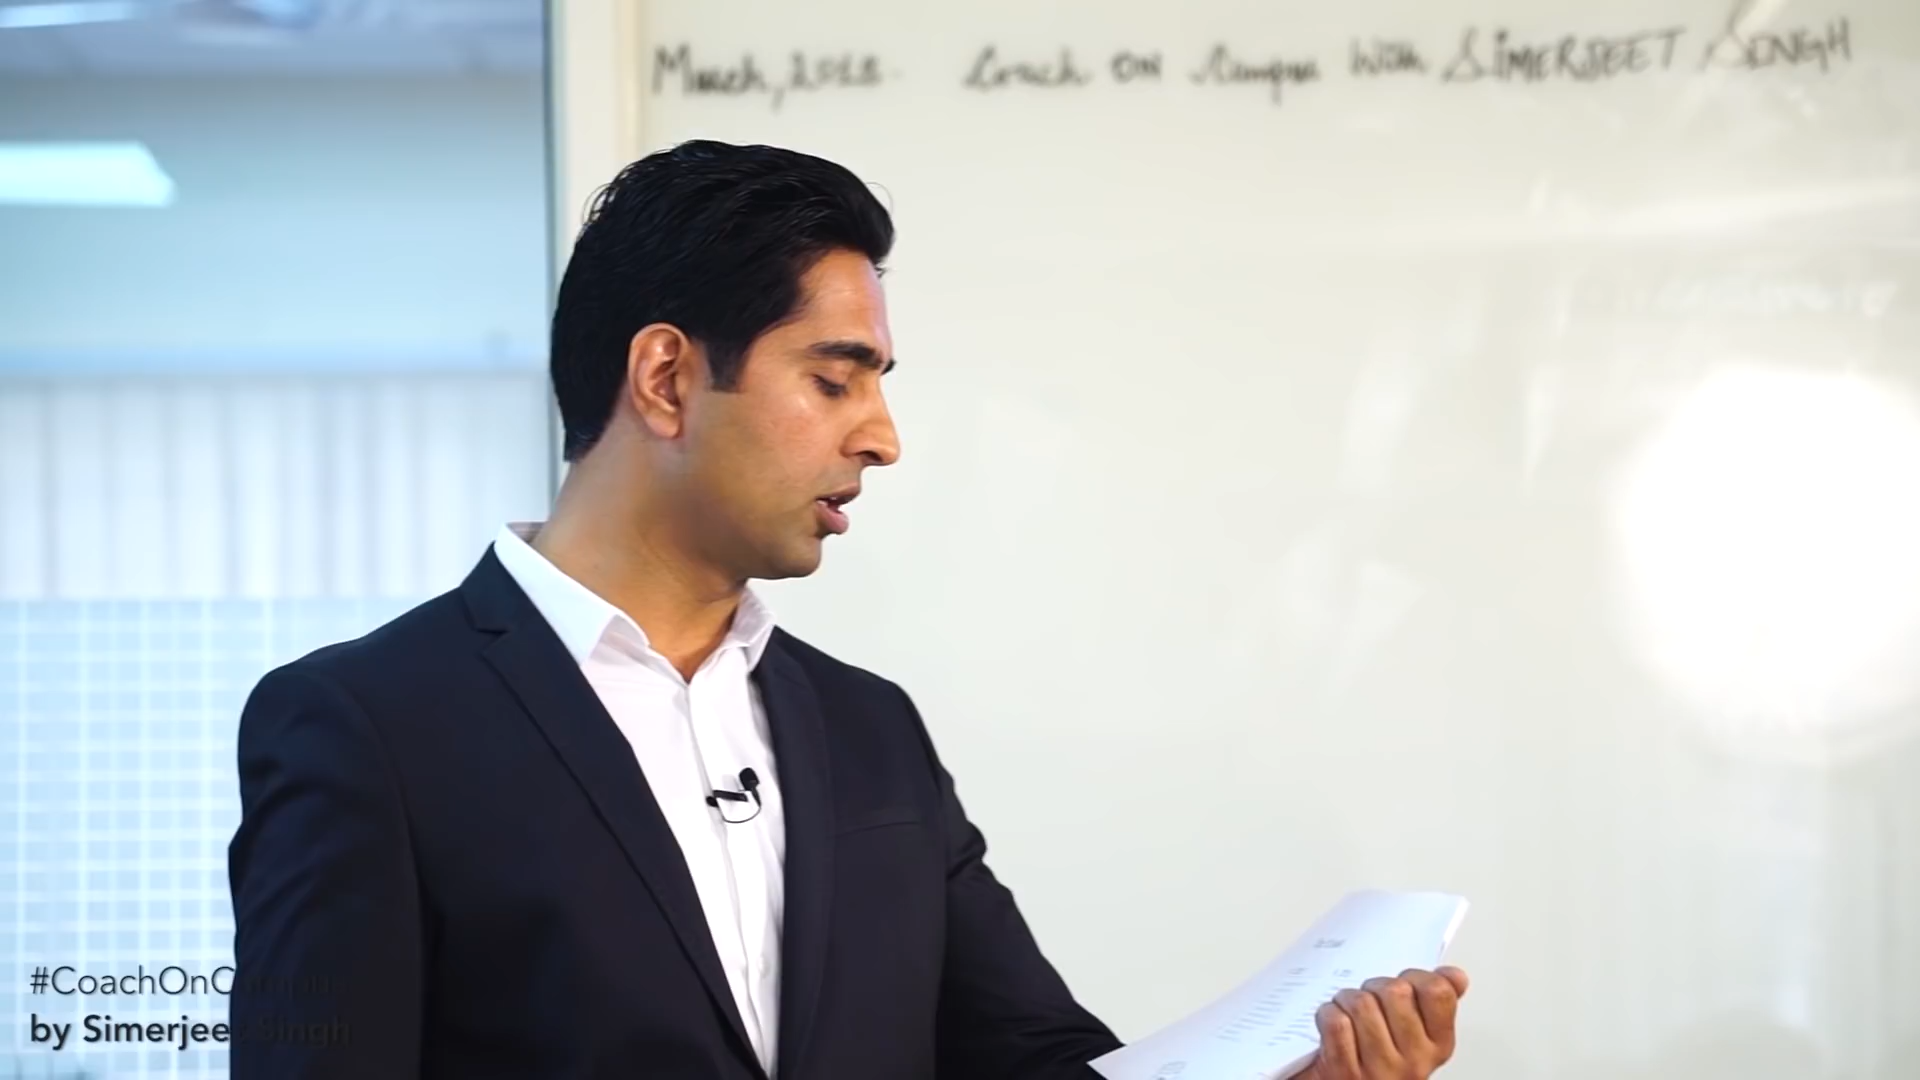 March, 2018. Coach ON Campus With SIMERJEET SINGH
#CoachOnCampus
by Simerjeet Singh